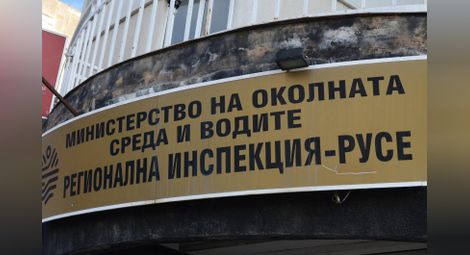 МИНИСТЕРСТВО НА ОКОЛНАТА
СРЕДА И ВОДИТЕ
РЕГИОНАЛНА ИНСПЕКЦИЯ-РУСЕ